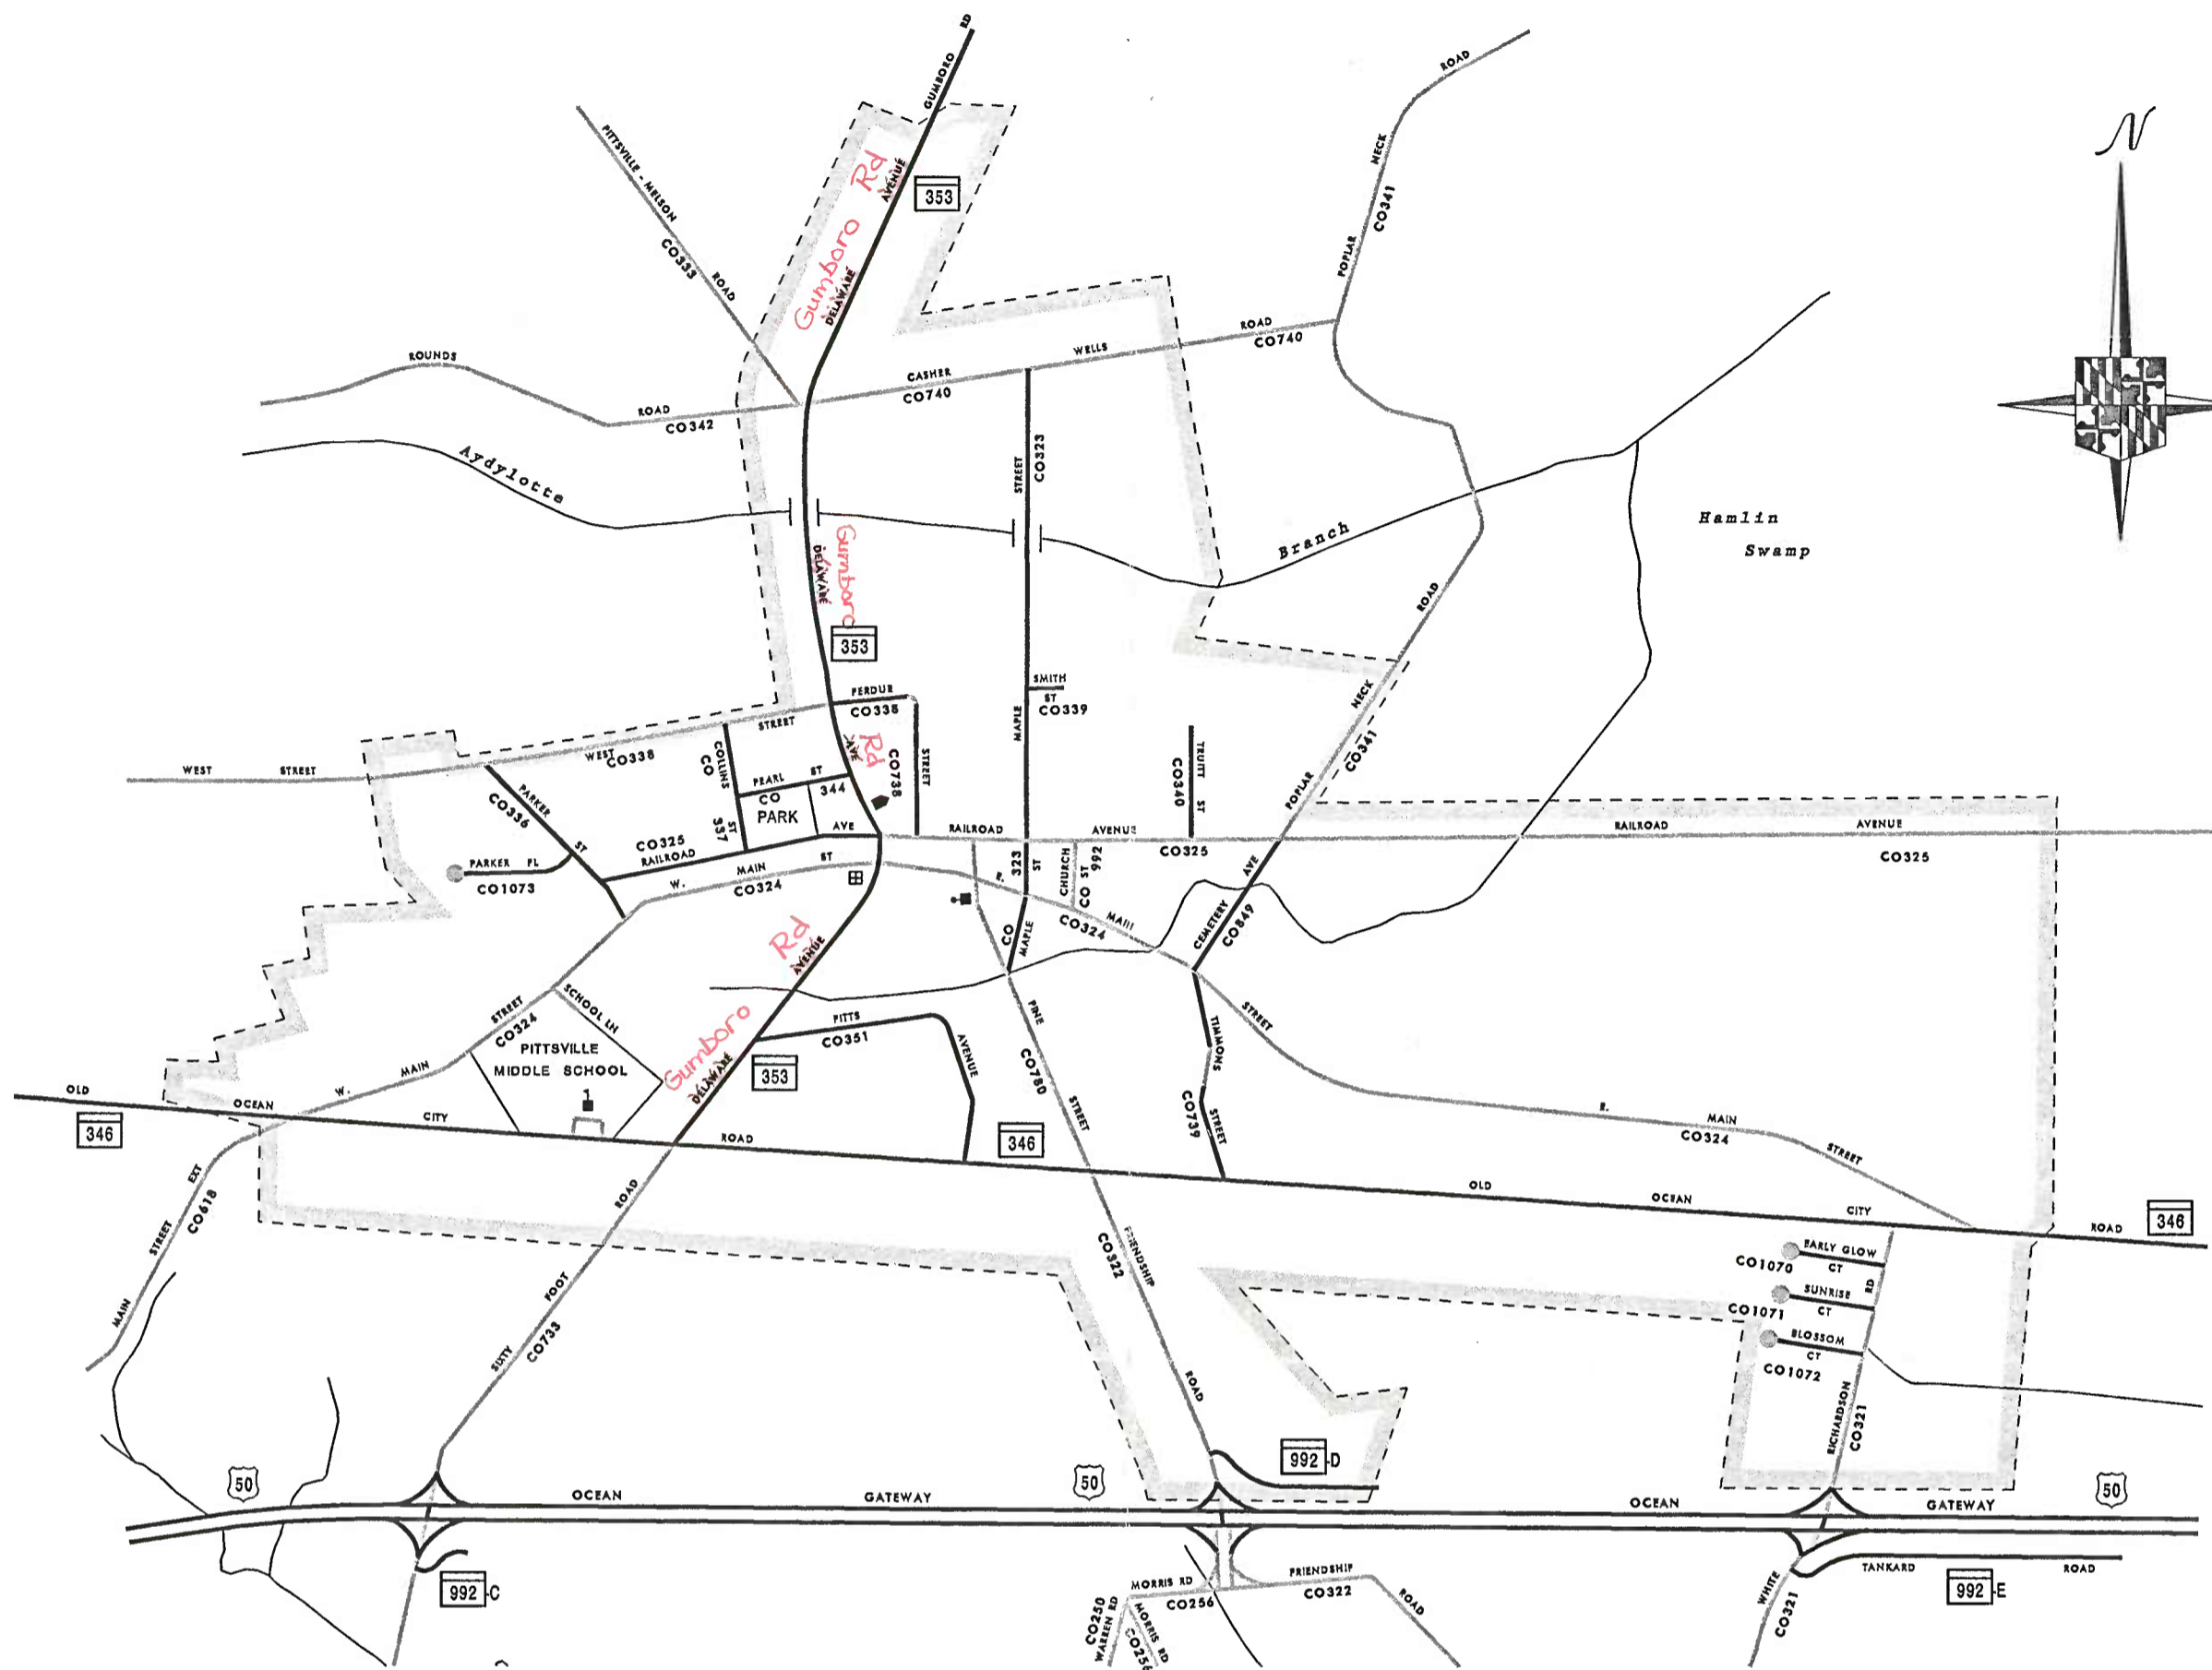 GUMBORO RD
N
ROAD
NECK
CO341
POPLAR
PITTSVILLE - MELSON
CO333
ROAD
Gumboro Rd
DELAWARE AVENUE
353
ROUNDS
ROAD
CO342
CASHER
CO740
WELLS
ROAD
CO740
Aydylotte
STREET
CO323
Branch
Hamlin
Swamp
DELAWARE
Gumboro
353
ROAD
NECK
CO341
POPLAR
PERDUE
CO338
SMITH
ST
CO339
MAPLE
STREET
WEST
CO338
WEST STREET
COLLINS
CO
ST
337
AVE
Rd
CO738
STREET
PEARL ST
CO 344
PARK
TRUITT ST
CO340
PARKER
CO336
ST
PARKER PL
CO1073
CO325
RAILROAD
AVE
RAILROAD
AVENUE
CO325
RAILROAD
AVENUE
CO325
W. MAIN ST
CO324
E.
323
ST
CHURCH ST
CO 992
CO
MAPLE
CO324
MAIN
CEMETERY AVE
CO849
Rd
AVENUE
Gumboro
DELAWARE
353
STREET
CO324
SCHOOL LN
PITTSVILLE
MIDDLE SCHOOL
1
PITTS
CO351
AVENUE
PINE
CO780
STREET
TIMMONS
CO739
STREET
STREET
W. MAIN
OLD
346
OCEAN
CITY
ROAD
346
E. MAIN
CO324
STREET
OLD
OCEAN
CITY
ROAD
346
EXT
CO618
STREET
MAIN
ROAD
FOOT
SIXTY
CO733
FRIENDSHIP
CO322
ROAD
EARLY GLOW
CO1070
CT
SUNRISE
CO1071
CT
BLOSSOM
CT
CO1072
RD
RICHARDSON
CO321
50
OCEAN
GATEWAY
50
992-D
OCEAN
GATEWAY
50
992-C
MORRIS RD
CO256
FRIENDSHIP
CO322
ROAD
CO250
WARREN RD
MORRIS RD
CO256
WHITE
CO321
TANKARD ROAD
992-E